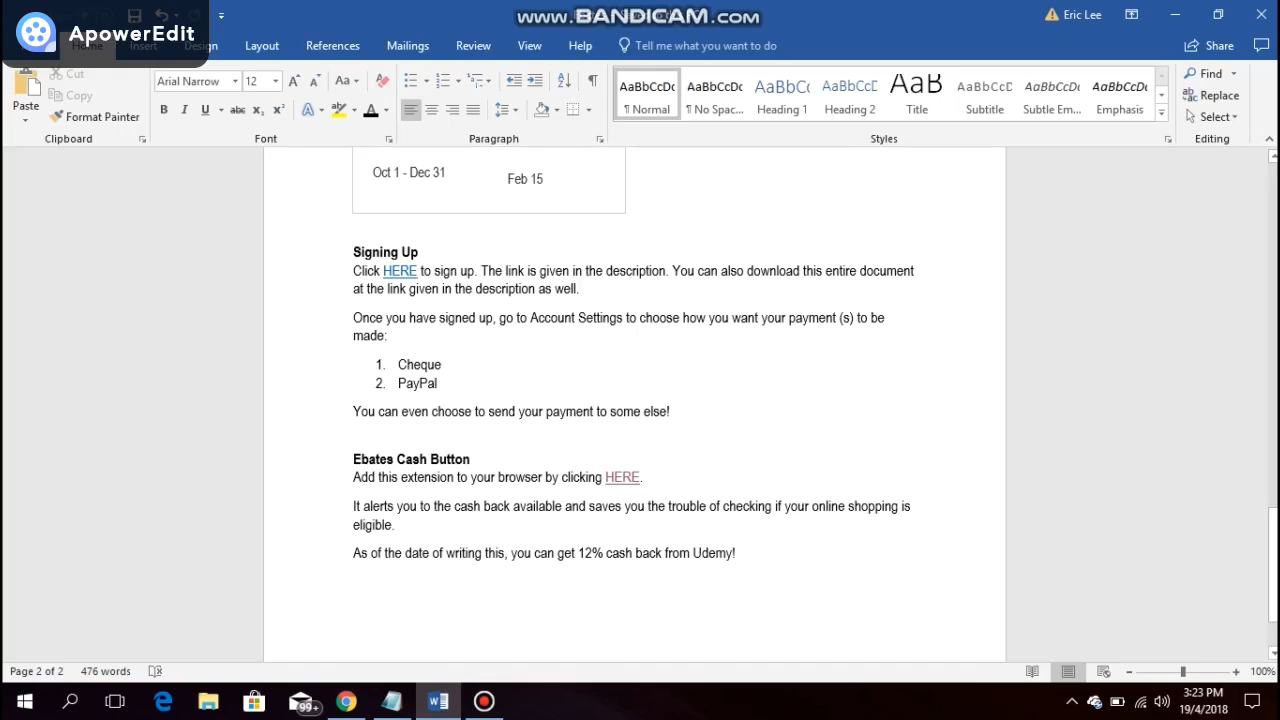 www.BANDICAM.com
ApowerEdit
Eric Lee
Home Insert Design Layout References Mailings Review View Help Tell me what you want to do Share
Cut
Copy
Format Painter
Paste
Clipboard
Arial Narrow 12
Font
Paragraph
AaBbCcDc AaBbCcDc AaBbCc AaBbCcD AaB AaBbCcD AaBbCcDc AaBbCcDc
¶ Normal ¶ No Spac... Heading 1 Heading 2 Title Subtitle Subtle Em... Emphasis
Styles
Find
Replace
Select
Editing
Oct 1 - Dec 31
Feb 15
Signing Up
Click HERE to sign up. The link is given in the description. You can also download this entire document
at the link given in the description as well.
Once you have signed up, go to Account Settings to choose how you want your payment (s) to be
made:
1. Cheque
2. PayPal
You can even choose to send your payment to some else!
Ebates Cash Button
Add this extension to your browser by clicking HERE.
It alerts you to the cash back available and saves you the trouble of checking if your online shopping is
eligible.
As of the date of writing this, you can get 12% cash back from Udemy!
Page 2 of 2 476 words
100%
99+
3:23 PM
19/4/2018